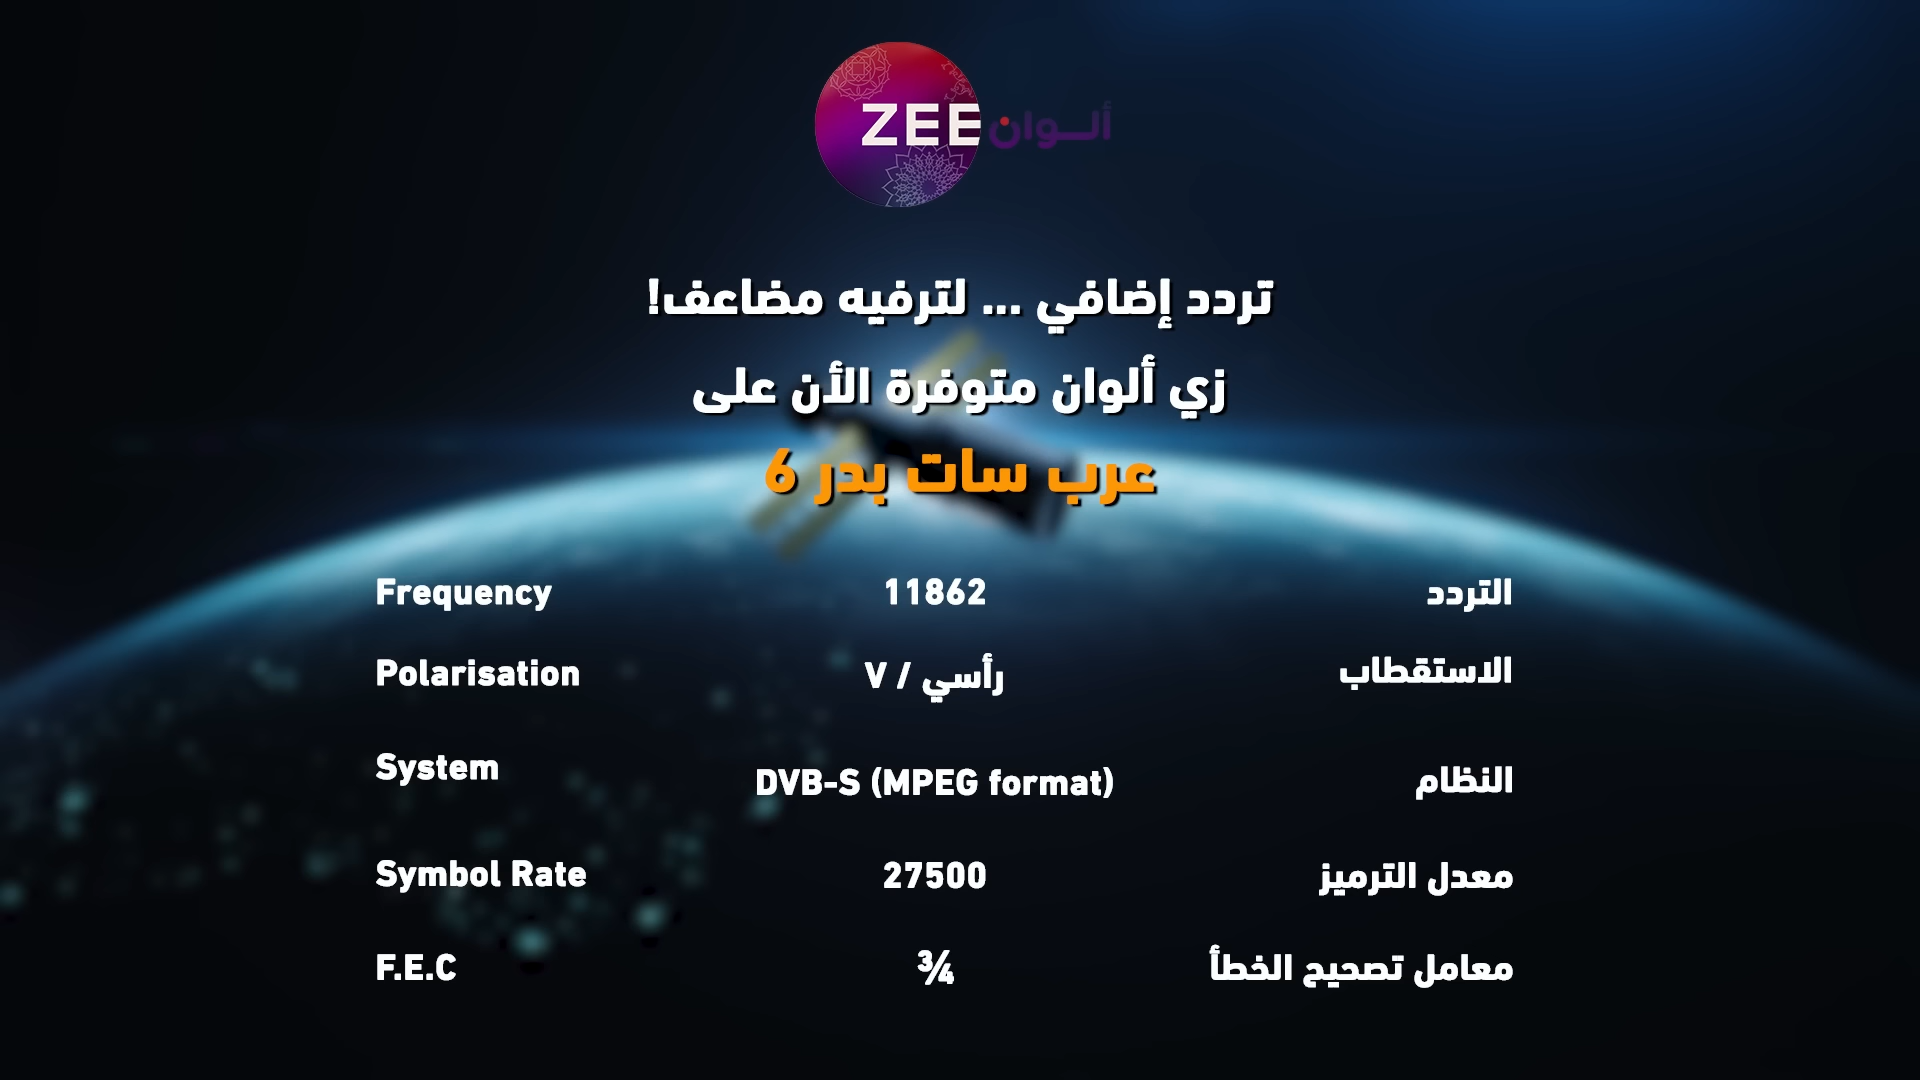 ZEE ألوان
تردد إضافي ... لترفيه مضاعف!
زي ألوان متوفرة الأن على
عرب سات بدر 6
Frequency 11862 التردد
Polarisation رأسي / V الاستقطاب
System DVB-S (MPEG format) النظام
Symbol Rate 27500 معدل الترميز
F.E.C ¾ معامل تصحيح الخطأ